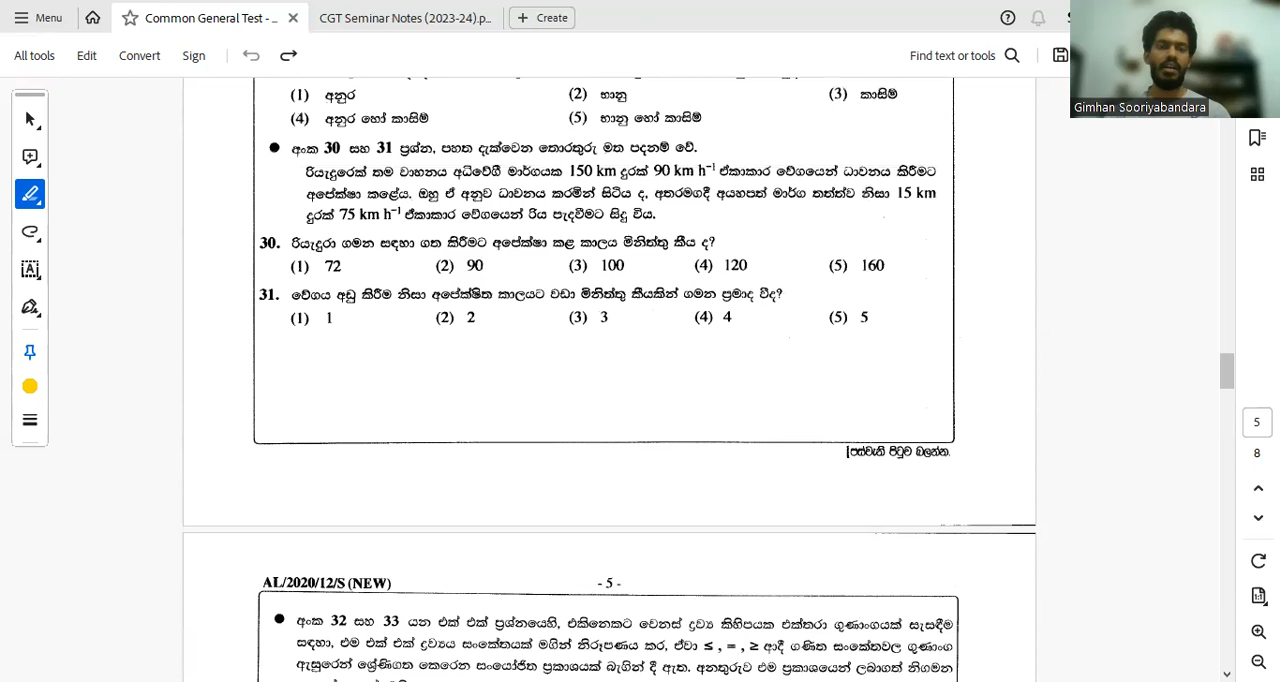 Menu
Common General Test - ...
CGT Seminar Notes (2023-24).p...
Create
All tools
Edit
Convert
Sign
Find text or tools
Gimhan Sooriyabandara
(1) අනුර (2) භානු (3) කාසිම්
(4) අනුර හෝ කාසිම් (5) භානු හෝ කාසිම්
● අංක 30 සහ 31 ප්‍රශ්න, පහත දැක්වෙන තොරතුරු මත පදනම් වේ.
රියැදුරෙක් තම වාහනය අධිවේගී මාර්ගයක 150 km දුරක් 90 km h⁻¹ ඒකාකාර වේගයෙන් ධාවනය කිරීමට
අපේක්ෂා කළේය. ඔහු ඒ අනුව ධාවනය කරමින් සිටිය ද, අතරමගදී අයහපත් මාර්ග තත්ත්ව නිසා 15 km
දුරක් 75 km h⁻¹ ඒකාකාර වේගයෙන් රිය පැදවීමට සිදු විය.
30. රියැදුරා ගමන සඳහා ගත කිරීමට අපේක්ෂා කළ කාලය මිනිත්තු කීය ද?
(1) 72 (2) 90 (3) 100 (4) 120 (5) 160
31. වේගය අඩු කිරීම නිසා අපේක්ෂිත කාලයට වඩා මිනිත්තු කීයකින් ගමන ප්‍රමාද වීද?
(1) 1 (2) 2 (3) 3 (4) 4 (5) 5
[පස්වැනි පිටුව බලන්න.
5
8
AL/2020/12/S (NEW) - 5 -
● අංක 32 සහ 33 යන එක් එක් ප්‍රශ්නයෙහි, එකිනෙකට වෙනස් ද්‍රව්‍ය කිහිපයක එක්තරා ගුණාංගයක් සැසඳීම
සඳහා, එම එක් එක් ද්‍රව්‍යය සංකේතයක් මගින් නිරූපණය කර, ඒවා ≤ , = , ≥ ආදී ගණිත සංකේතවල ගුණාංග
ඇසුරෙන් ශ්‍රේණිගත කෙරෙන සංයෝජිත ප්‍රකාශයක් බැගින් දී ඇත. අනතුරුව එම ප්‍රකාශයෙන් ලබාගත් නිගමන